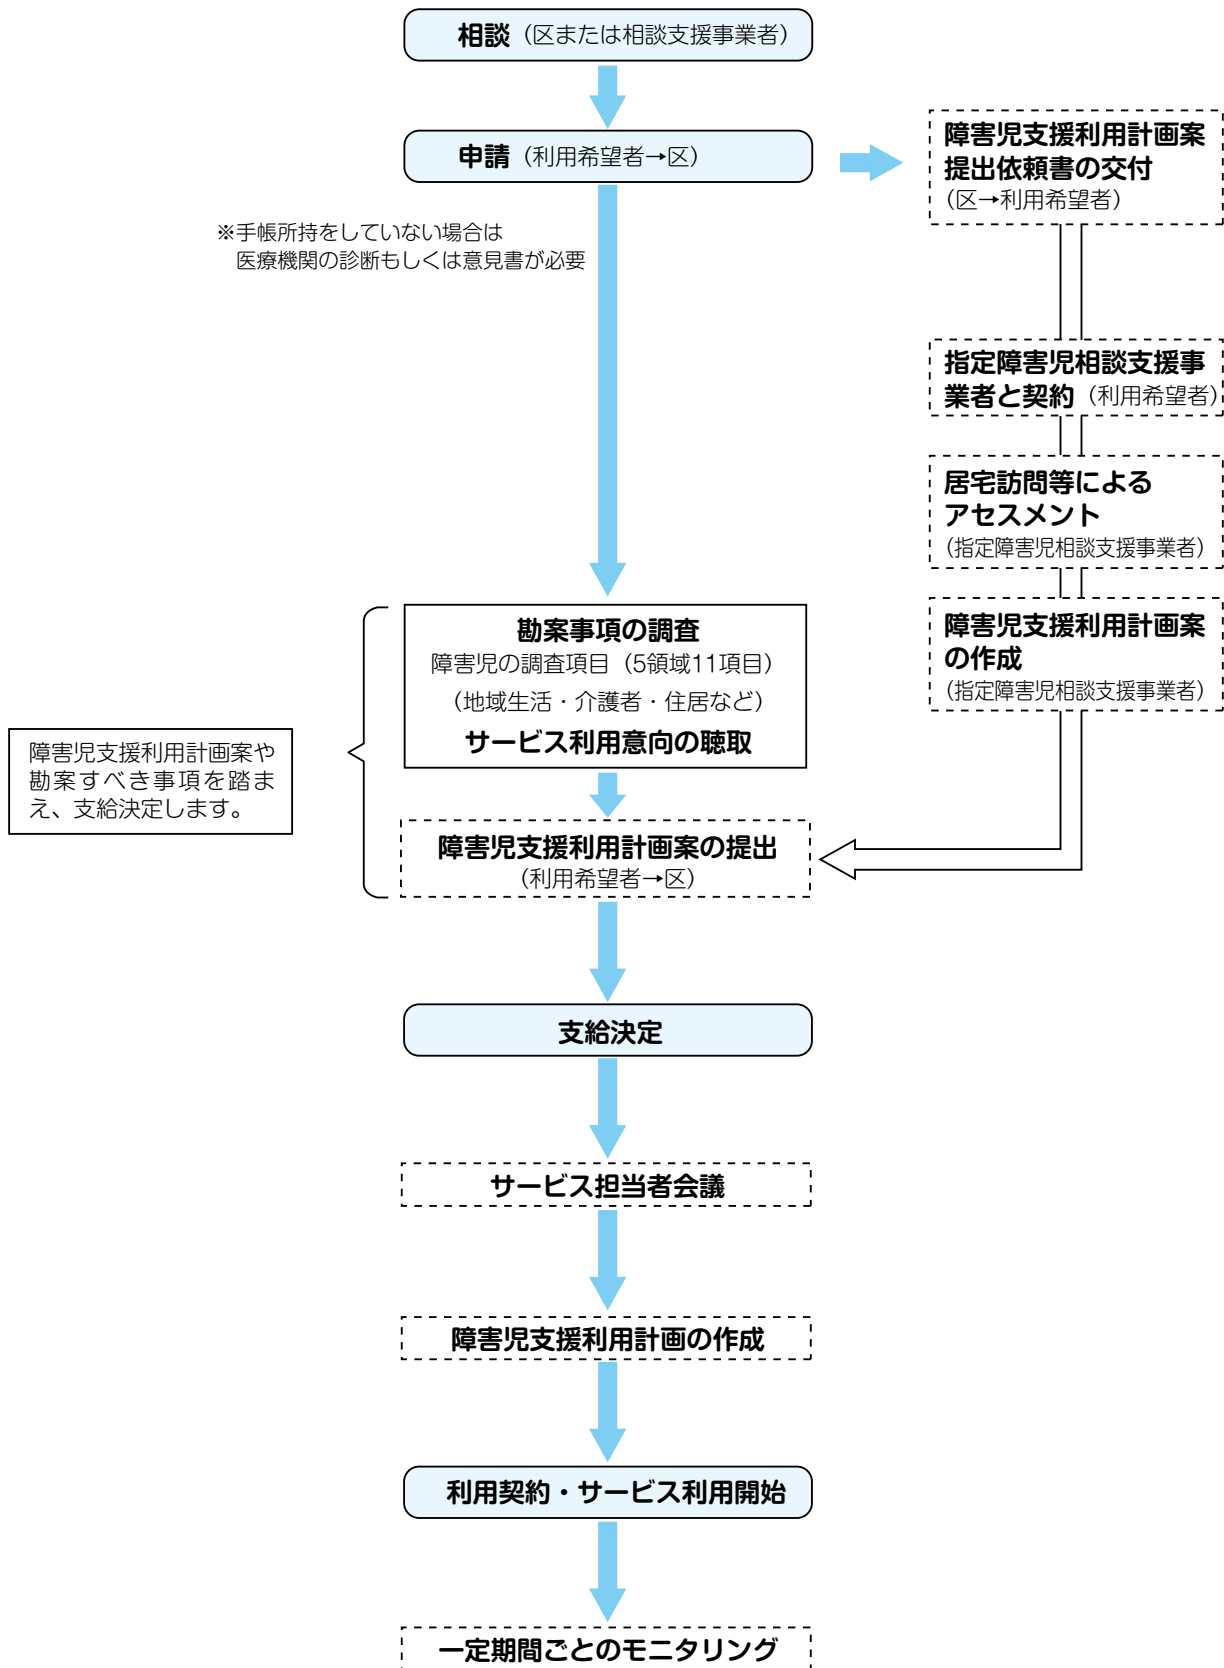 相談（区または相談支援事業者）
申請（利用希望者→区）
※手帳所持をしていない場合は
医療機関の診断もしくは意見書が必要
障害児支援利用計画案
提出依頼書の交付
（区→利用希望者）
指定障害児相談支援事
業者と契約（利用希望者）
居宅訪問等による
アセスメント
（指定障害児相談支援事業者）
障害児支援利用計画案
の作成
（指定障害児相談支援事業者）
勘案事項の調査
障害児の調査項目（5領域11項目）
（地域生活・介護者・住居など）
サービス利用意向の聴取
障害児支援利用計画案や
勘案すべき事項を踏ま
え、支給決定します。
障害児支援利用計画案の提出
（利用希望者→区）
支給決定
サービス担当者会議
障害児支援利用計画の作成
利用契約・サービス利用開始
一定期間ごとのモニタリング